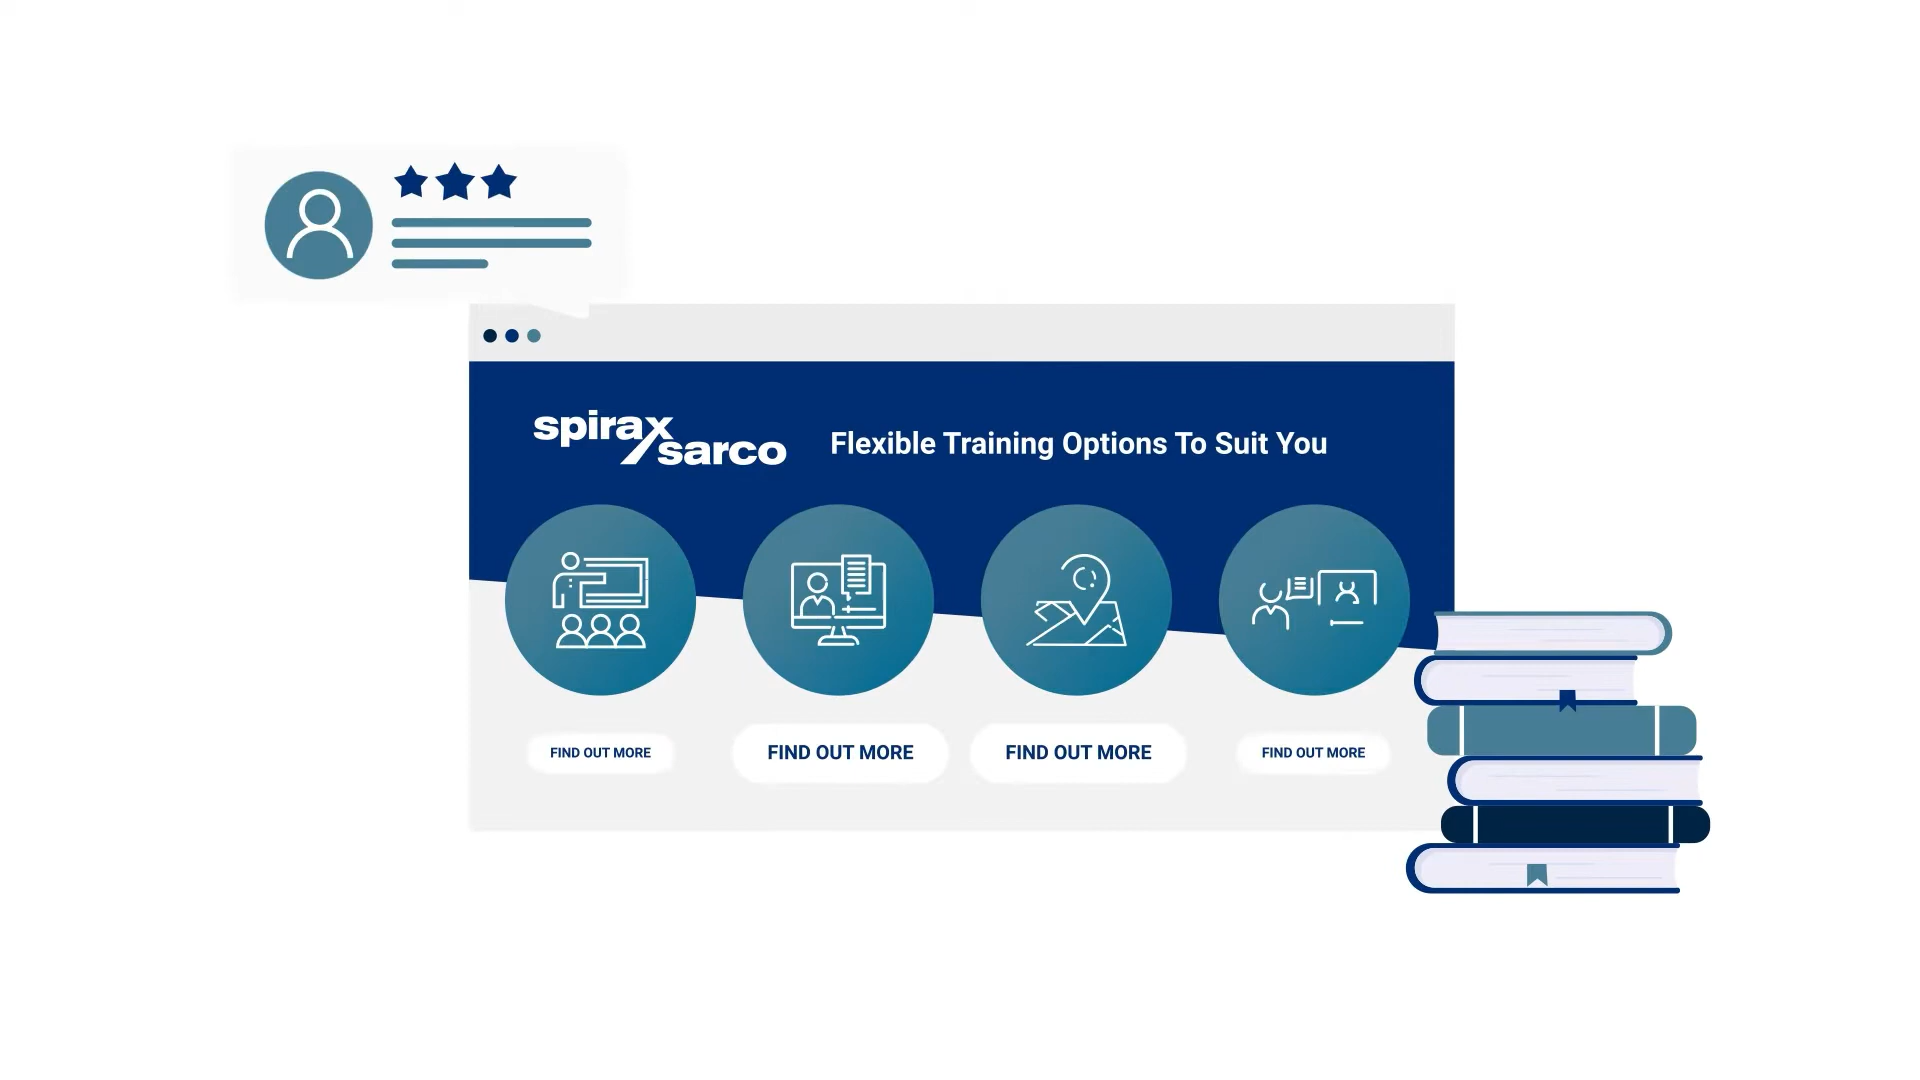 spirax
sarco
Flexible Training Options To Suit You
FIND OUT MORE
FIND OUT MORE
FIND OUT MORE
FIND OUT MORE